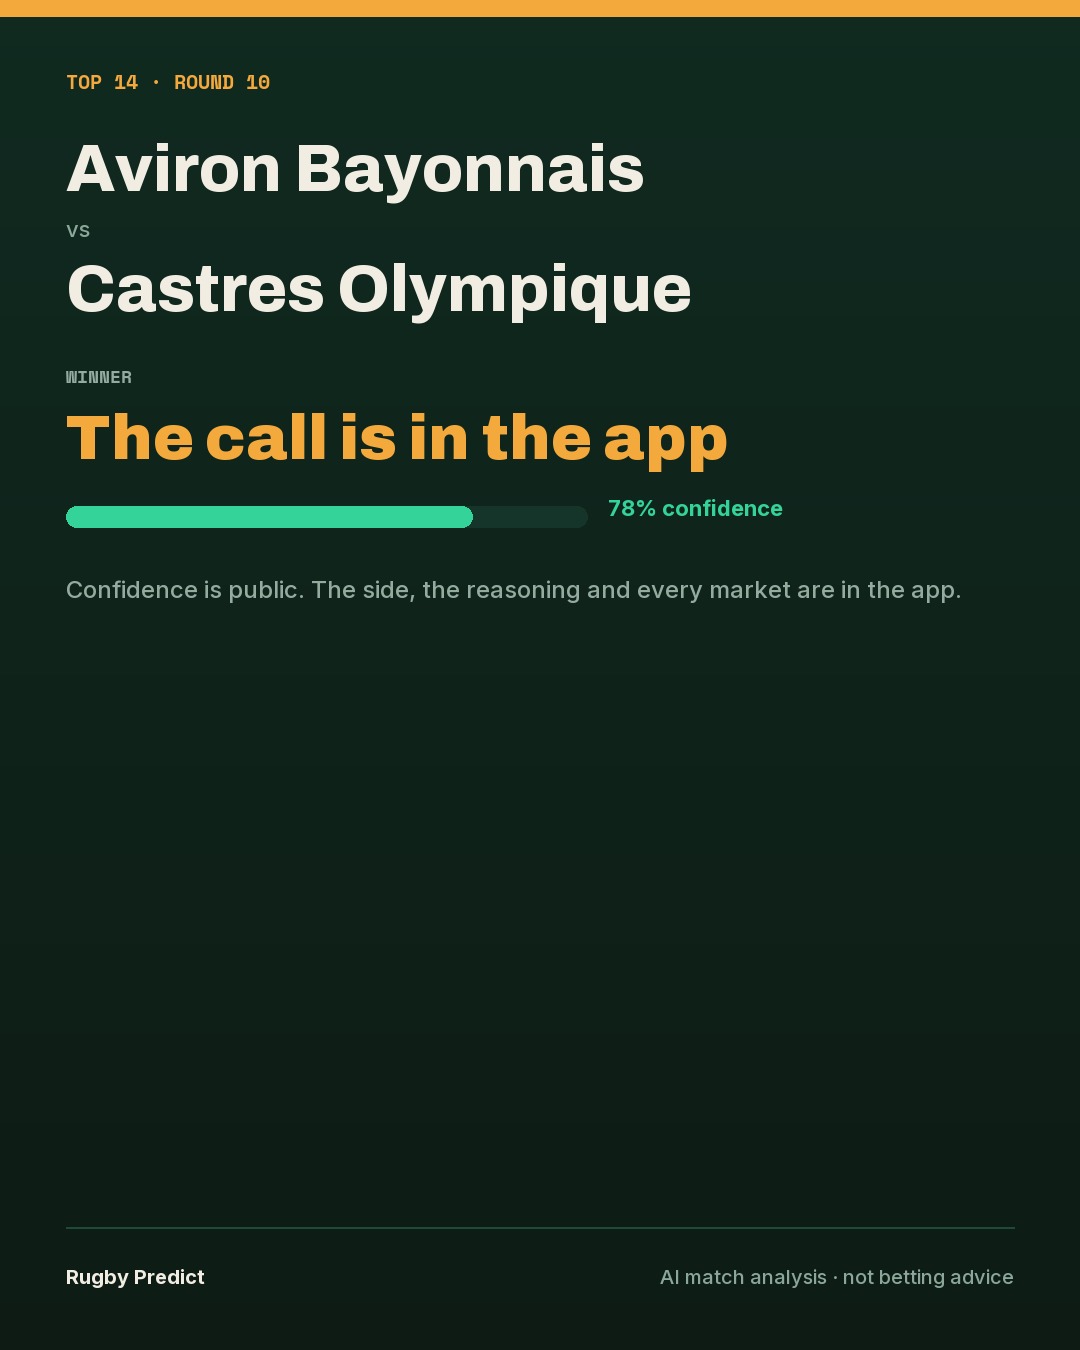 TOP 14 · ROUND 10
Aviron Bayonnais
vs
Castres Olympique
WINNER
The call is in the app
78% confidence
Confidence is public. The side, the reasoning and every market are in the app.
Rugby Predict
AI match analysis · not betting advice